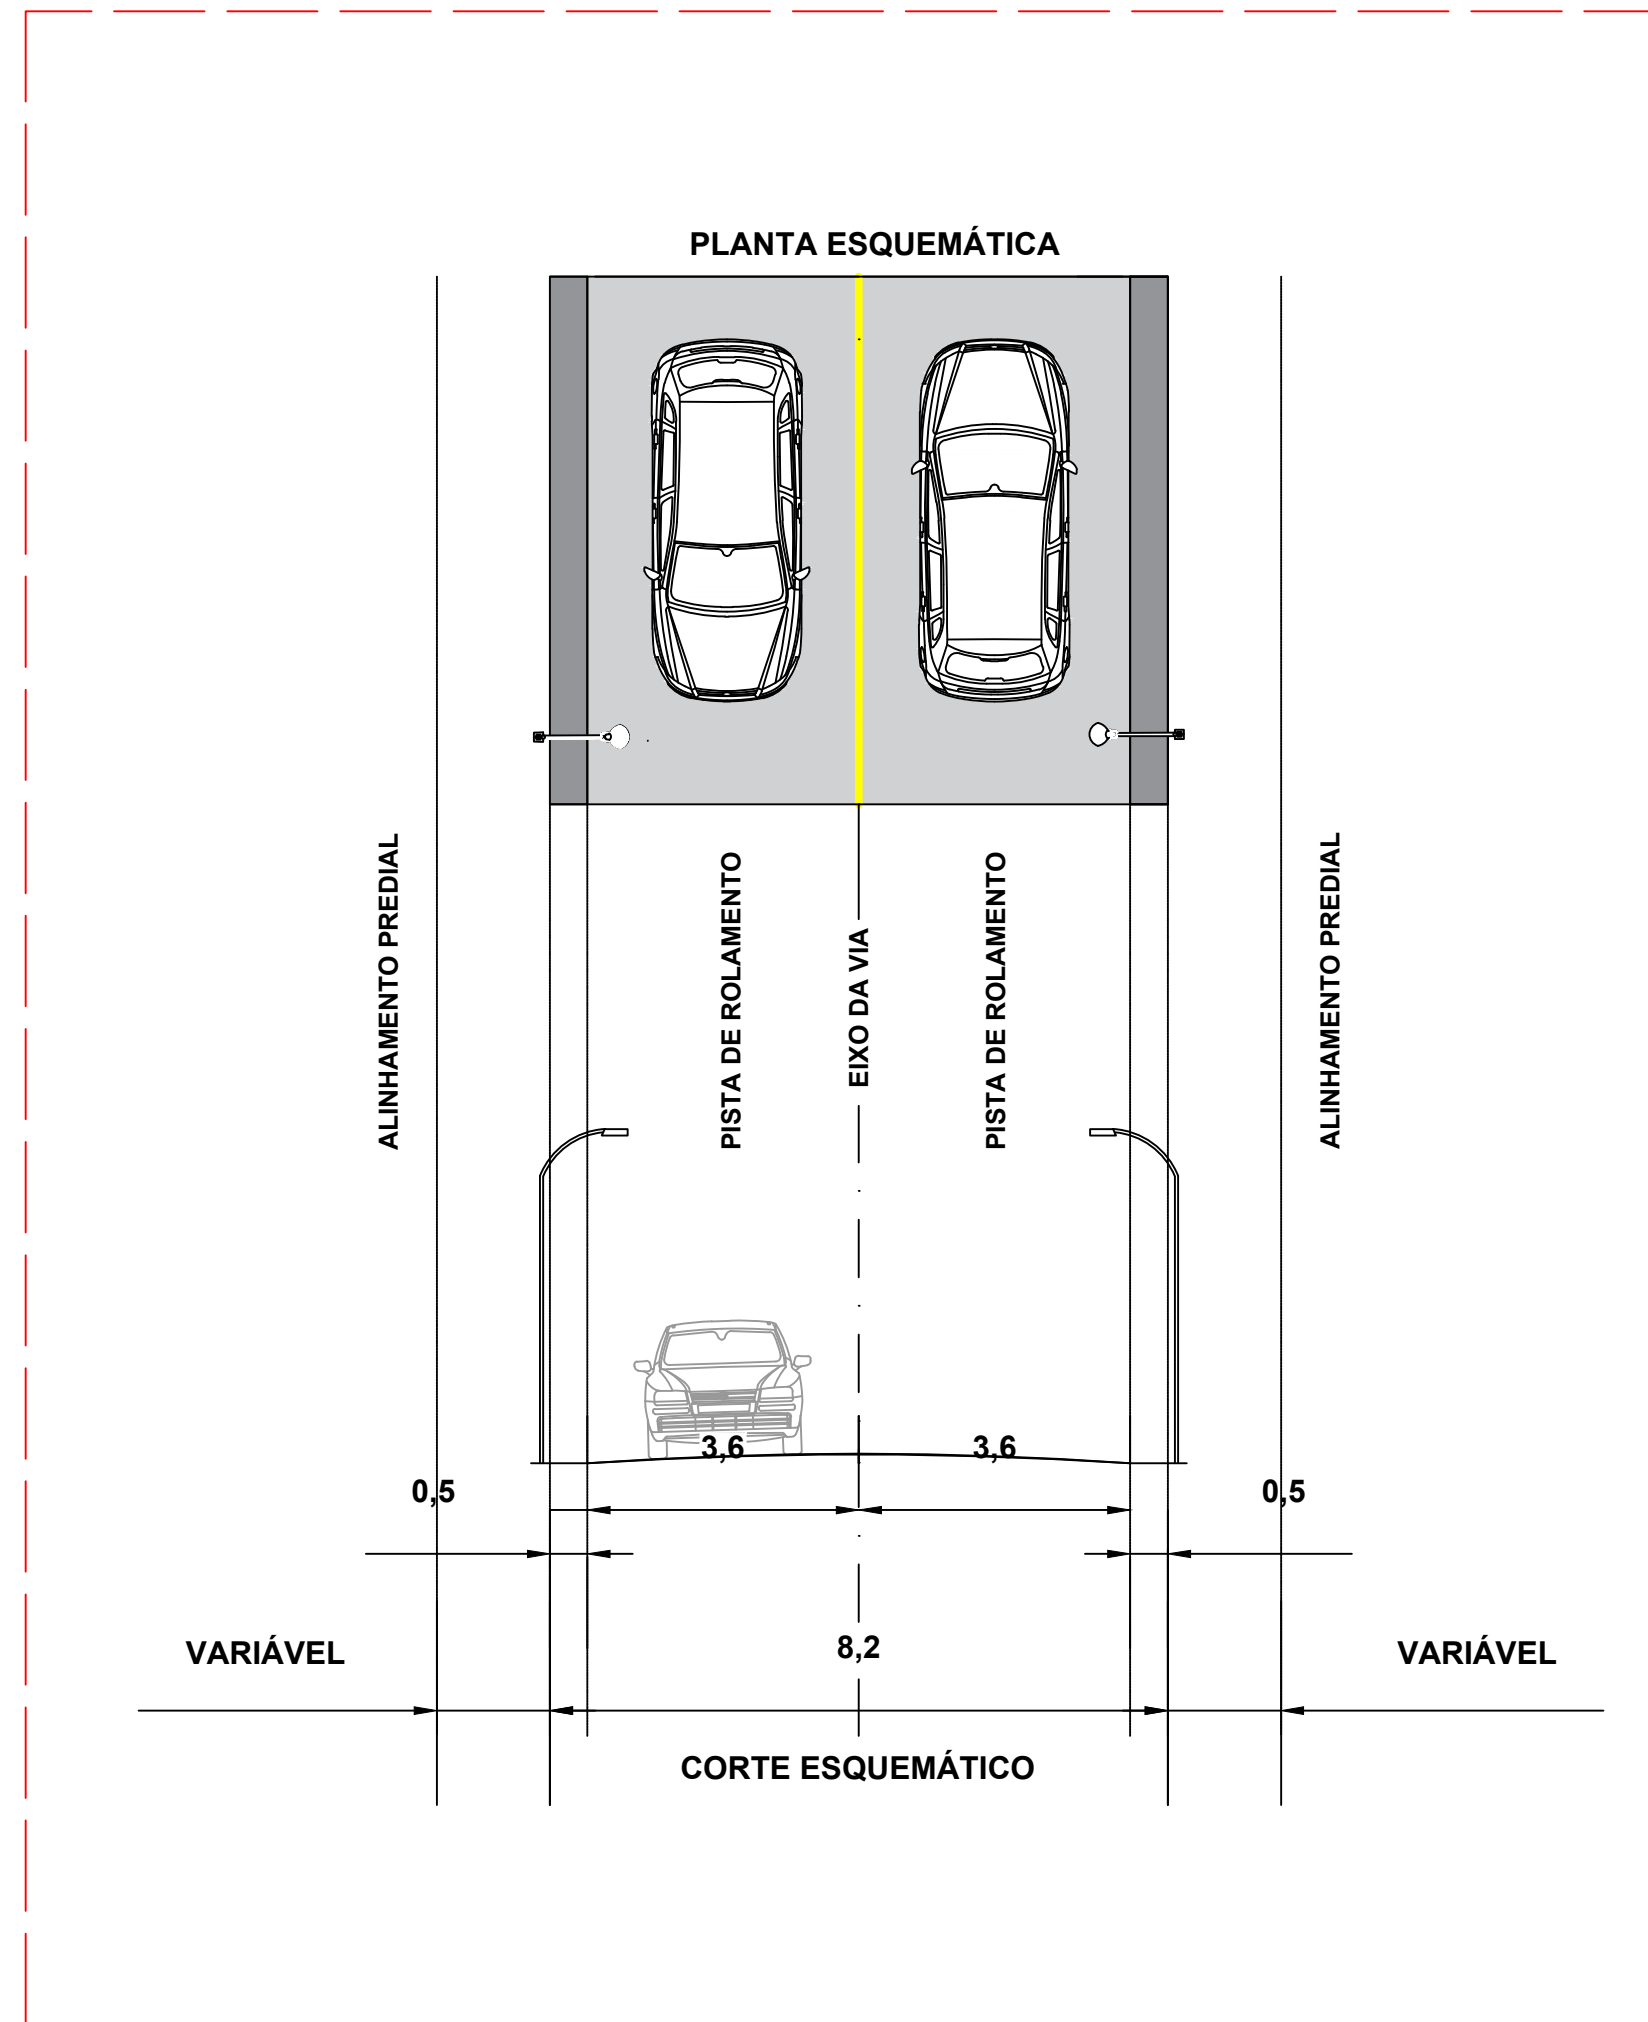 PLANTA ESQUEMÁTICA
ALINHAMENTO PREDIAL
PISTA DE ROLAMENTO
EIXO DA VIA
PISTA DE ROLAMENTO
ALINHAMENTO PREDIAL
3,6
3,6
0,5
0,5
VARIÁVEL
8,2
VARIÁVEL
CORTE ESQUEMÁTICO